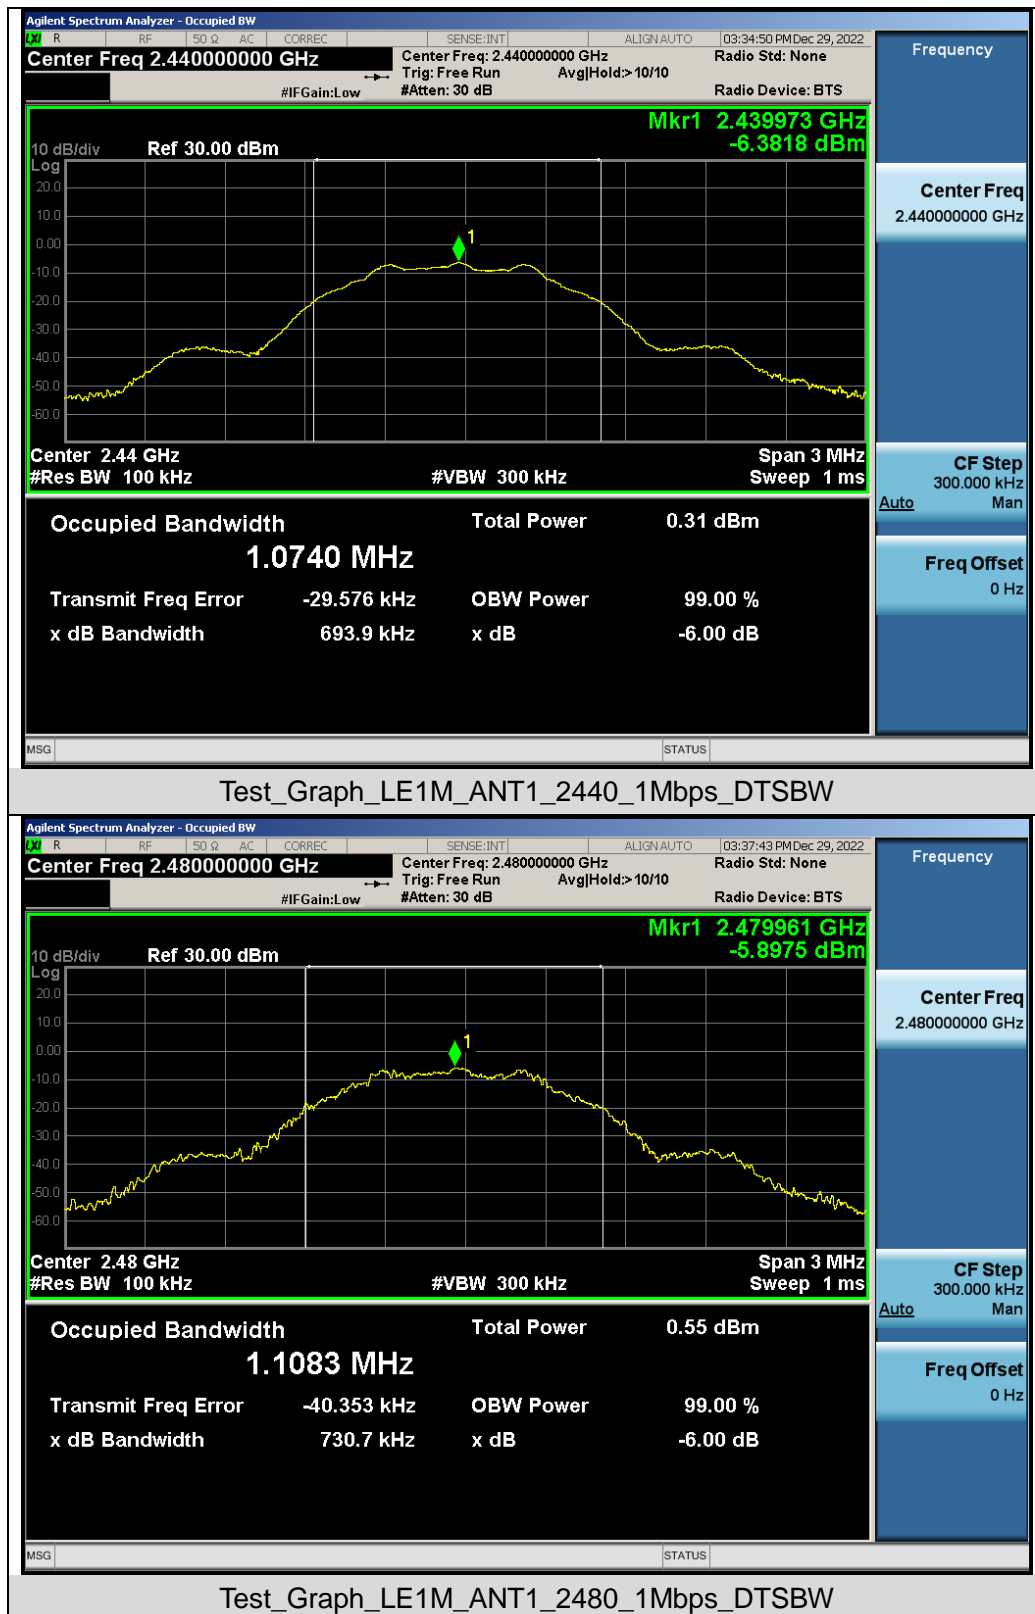 Agilent Spectrum Analyzer - Occupied BW
LXI R RF 50 Ω AC CORREC SENSE:INT ALIGN AUTO 03:34:50 PM Dec 29, 2022
Center Freq 2.440000000 GHz Center Freq: 2.440000000 GHz Radio Std: None Frequency
Trig: Free Run Avg|Hold:> 10/10
#IFGain:Low #Atten: 30 dB Radio Device: BTS
Mkr1 2.439973 GHz
10 dB/div Ref 30.00 dBm -6.3818 dBm
Log
20.0
10.0
0.00
-10.0
-20.0
-30.0
-40.0
-50.0
-60.0
1
Center Freq
2.440000000 GHz
Center 2.44 GHz Span 3 MHz
#Res BW 100 kHz #VBW 300 kHz Sweep 1 ms
CF Step
300.000 kHz
Auto Man
Occupied Bandwidth Total Power 0.31 dBm
1.0740 MHz
Freq Offset
0 Hz
Transmit Freq Error -29.576 kHz OBW Power 99.00 %
x dB Bandwidth 693.9 kHz x dB -6.00 dB
MSG STATUS
Test_Graph_LE1M_ANT1_2440_1Mbps_DTSBW
Agilent Spectrum Analyzer - Occupied BW
LXI R RF 50 Ω AC CORREC SENSE:INT ALIGN AUTO 03:37:43 PM Dec 29, 2022
Center Freq 2.480000000 GHz Center Freq: 2.480000000 GHz Radio Std: None Frequency
Trig: Free Run Avg|Hold:> 10/10
#IFGain:Low #Atten: 30 dB Radio Device: BTS
Mkr1 2.479961 GHz
10 dB/div Ref 30.00 dBm -5.8975 dBm
Log
20.0
10.0
0.00
-10.0
-20.0
-30.0
-40.0
-50.0
-60.0
1
Center Freq
2.480000000 GHz
Center 2.48 GHz Span 3 MHz
#Res BW 100 kHz #VBW 300 kHz Sweep 1 ms
CF Step
300.000 kHz
Auto Man
Occupied Bandwidth Total Power 0.55 dBm
1.1083 MHz
Freq Offset
0 Hz
Transmit Freq Error -40.353 kHz OBW Power 99.00 %
x dB Bandwidth 730.7 kHz x dB -6.00 dB
MSG STATUS
Test_Graph_LE1M_ANT1_2480_1Mbps_DTSBW